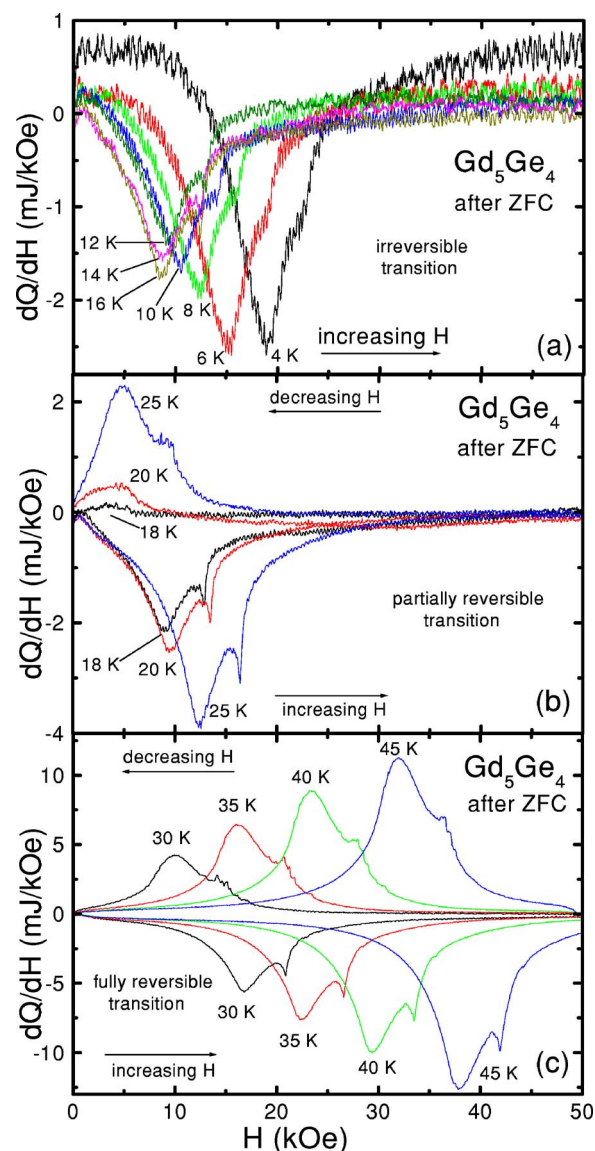 1
0
-1
-2
dQ/dH (mJ/kOe)
Gd5Ge4
after ZFC
irreversible
transition
12 K
14 K
16 K
10 K
8 K
6 K
4 K
increasing H
(a)
2
0
-2
-4
dQ/dH (mJ/kOe)
decreasing H
25 K
Gd5Ge4
after ZFC
20 K
18 K
partially reversible
transition
18 K
20 K
25 K
increasing H
(b)
10
5
0
-5
-10
dQ/dH (mJ/kOe)
decreasing H
45 K
Gd5Ge4
after ZFC
40 K
35 K
30 K
fully reversible
transition
30 K
35 K
40 K
45 K
increasing H
(c)
0 10 20 30 40 50
H (kOe)